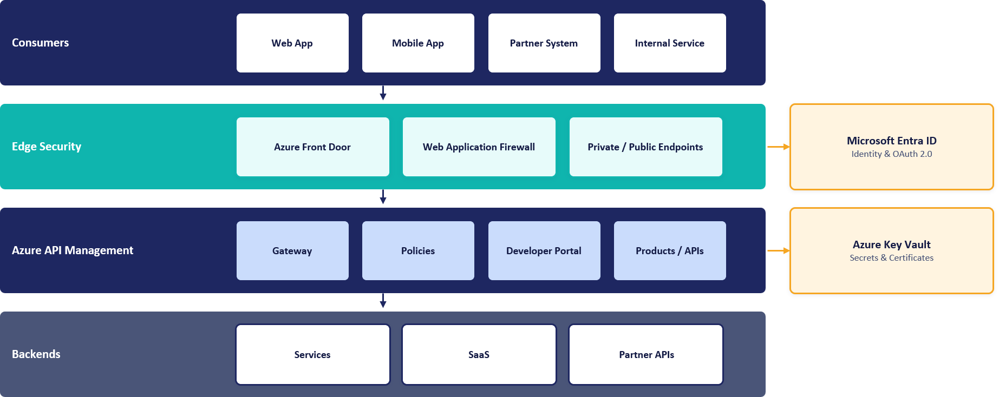 Consumers
Web App
Mobile App
Partner System
Internal Service
Edge Security
Azure Front Door
Web Application Firewall
Private / Public Endpoints
Microsoft Entra ID
Identity & OAuth 2.0
Azure API Management
Gateway
Policies
Developer Portal
Products / APIs
Azure Key Vault
Secrets & Certificates
Backends
Services
SaaS
Partner APIs